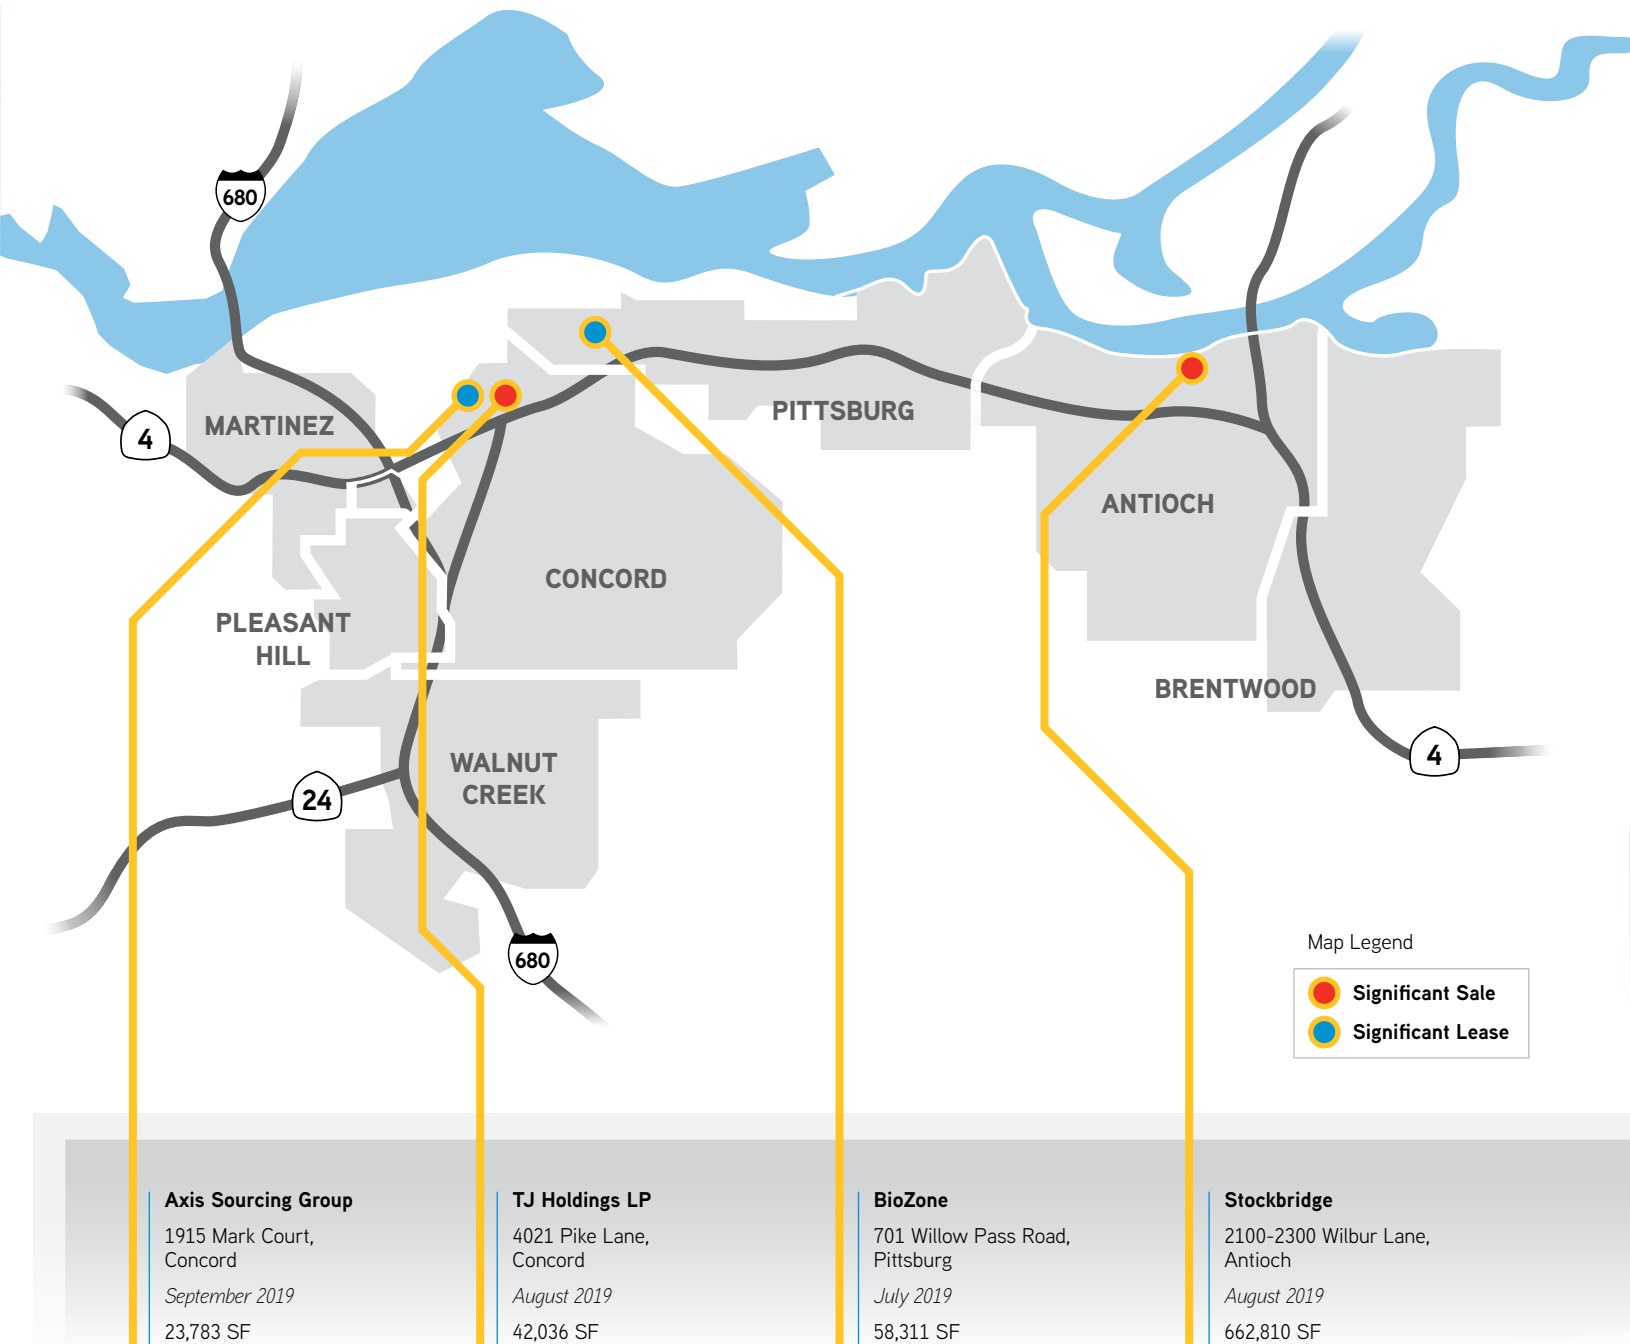 680
4
MARTINEZ
PITTSBURG
ANTIOCH
CONCORD
PLEASANT
HILL
BRENTWOOD
WALNUT
CREEK
24
4
680
Map Legend
Significant Sale
Significant Lease
Axis Sourcing Group
1915 Mark Court,
Concord
September 2019
23,783 SF
TJ Holdings LP
4021 Pike Lane,
Concord
August 2019
42,036 SF
BioZone
701 Willow Pass Road,
Pittsburg
July 2019
58,311 SF
Stockbridge
2100-2300 Wilbur Lane,
Antioch
August 2019
662,810 SF